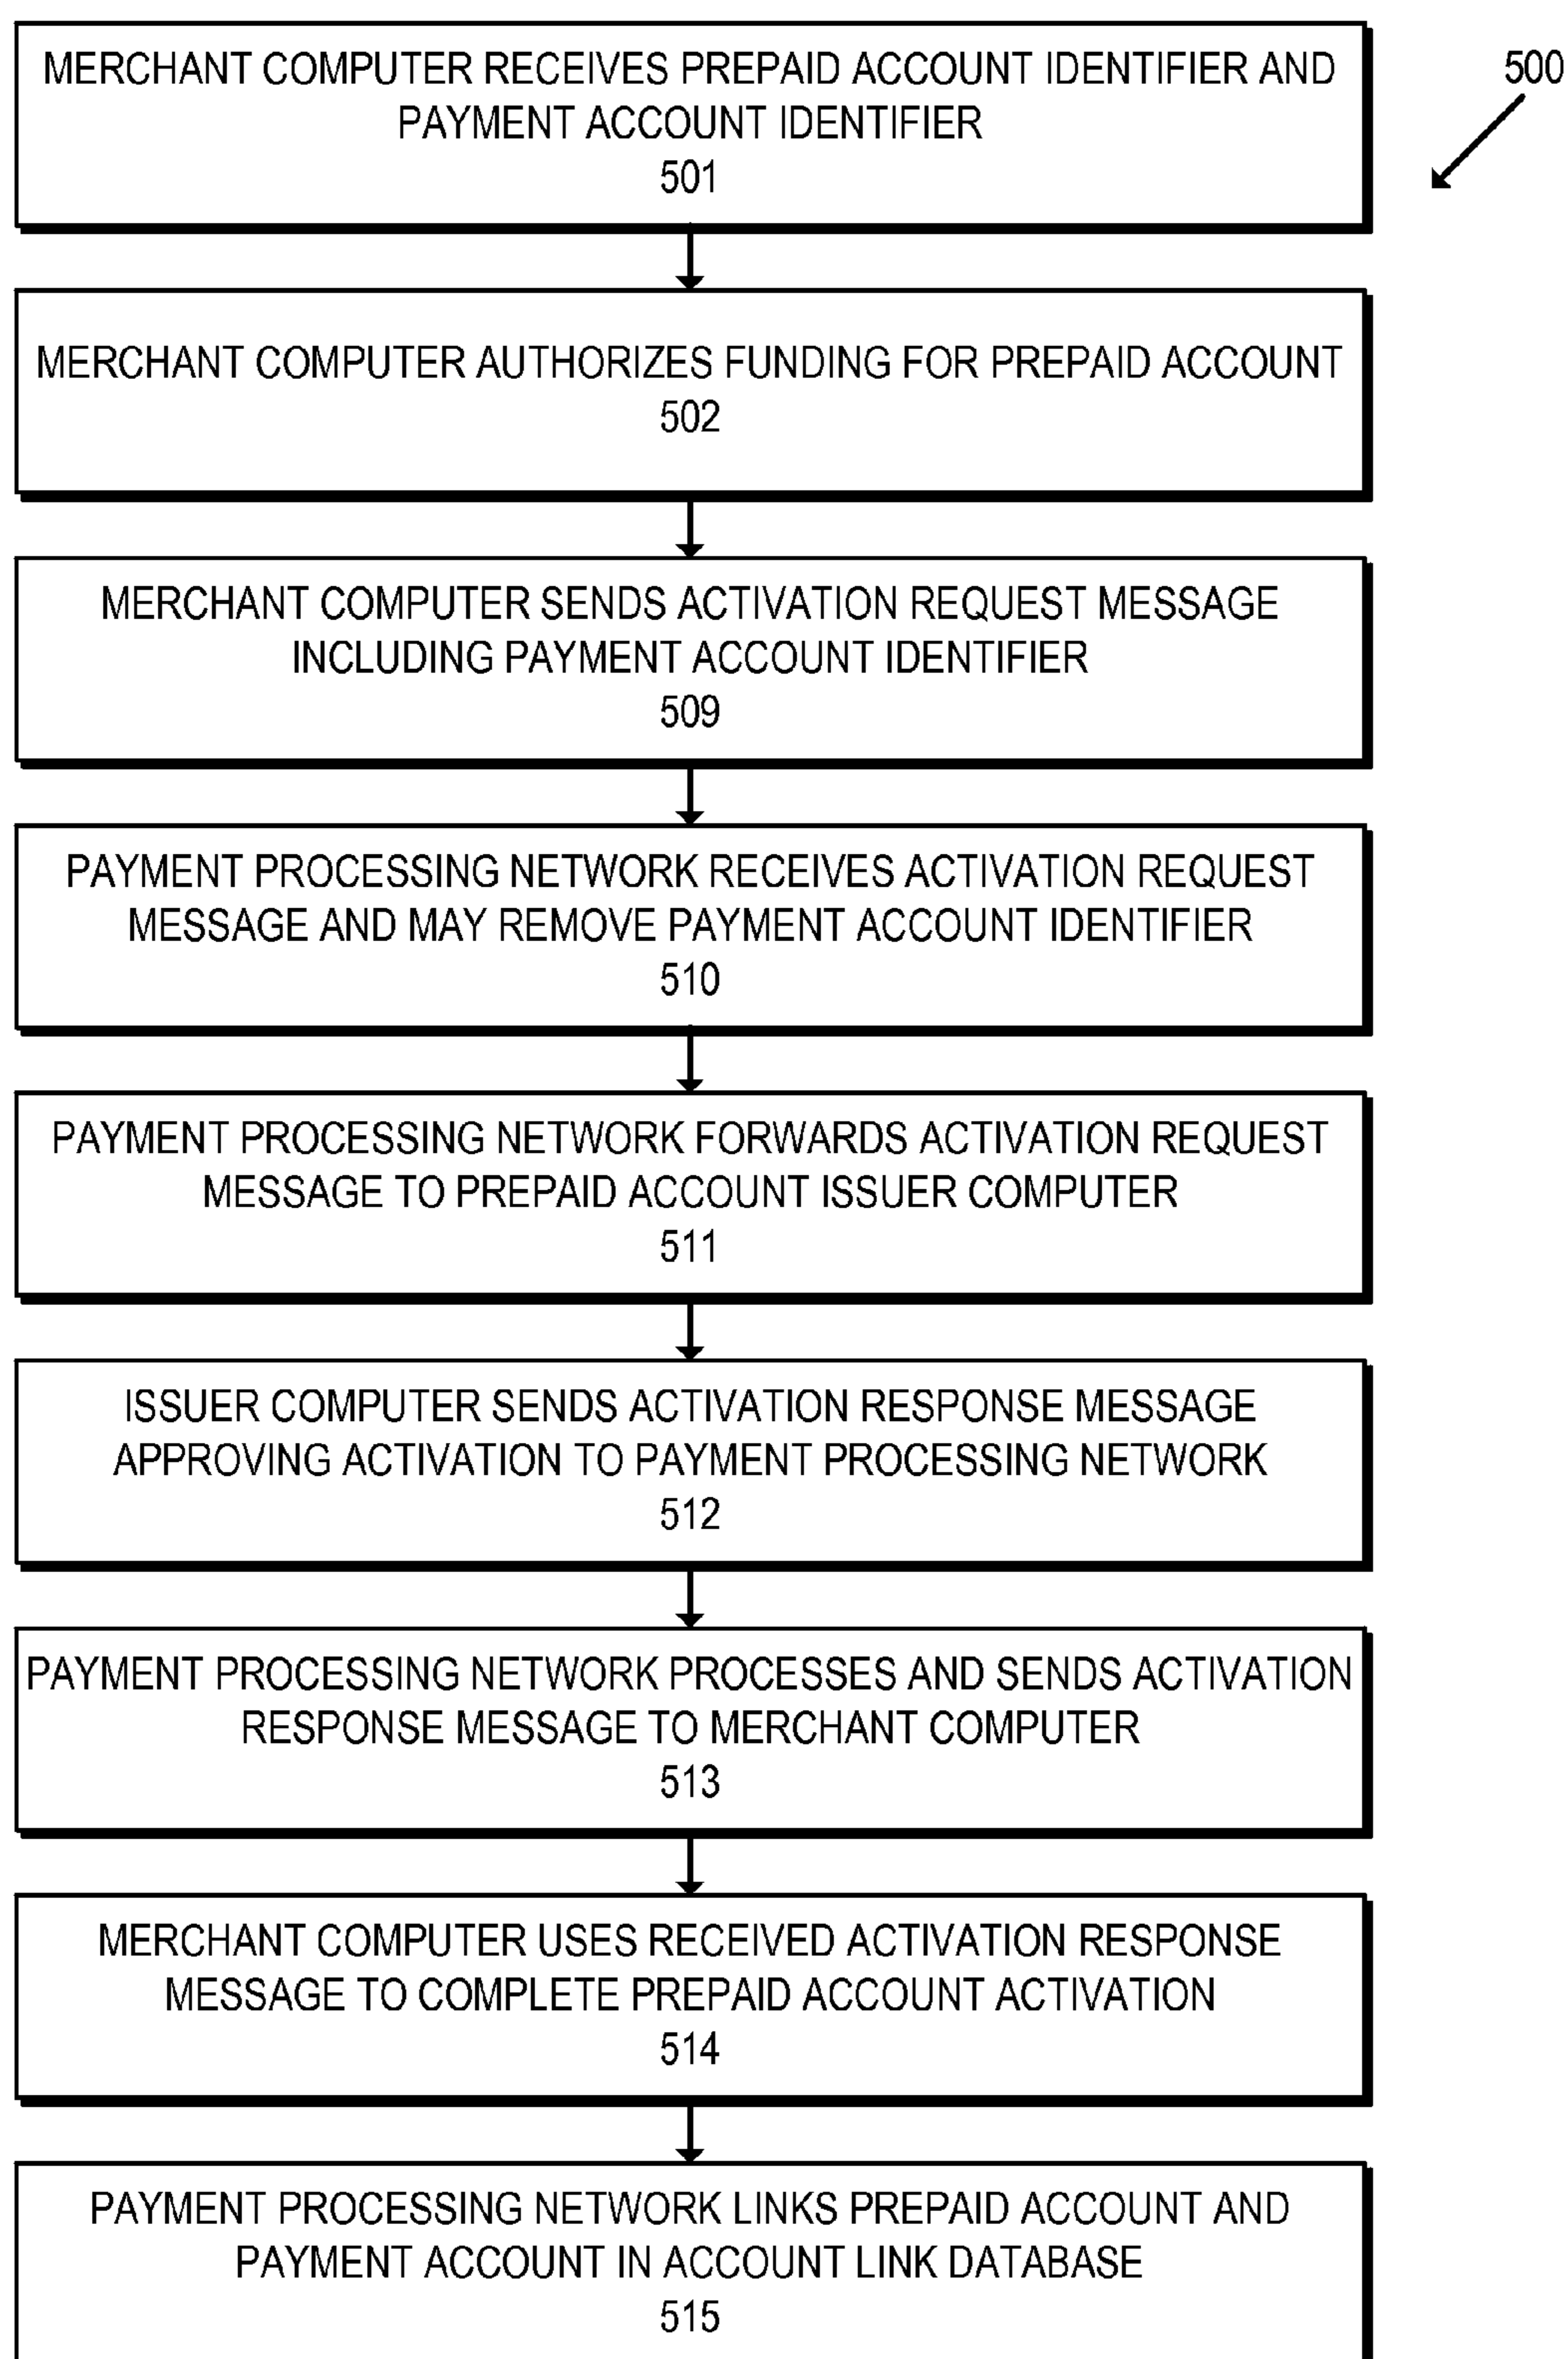 MERCHANT COMPUTER RECEIVES PREPAID ACCOUNT IDENTIFIER AND
PAYMENT ACCOUNT IDENTIFIER
501
500
MERCHANT COMPUTER AUTHORIZES FUNDING FOR PREPAID ACCOUNT
502
MERCHANT COMPUTER SENDS ACTIVATION REQUEST MESSAGE
INCLUDING PAYMENT ACCOUNT IDENTIFIER
509
PAYMENT PROCESSING NETWORK RECEIVES ACTIVATION REQUEST
MESSAGE AND MAY REMOVE PAYMENT ACCOUNT IDENTIFIER
510
PAYMENT PROCESSING NETWORK FORWARDS ACTIVATION REQUEST
MESSAGE TO PREPAID ACCOUNT ISSUER COMPUTER
511
ISSUER COMPUTER SENDS ACTIVATION RESPONSE MESSAGE
APPROVING ACTIVATION TO PAYMENT PROCESSING NETWORK
512
PAYMENT PROCESSING NETWORK PROCESSES AND SENDS ACTIVATION
RESPONSE MESSAGE TO MERCHANT COMPUTER
513
MERCHANT COMPUTER USES RECEIVED ACTIVATION RESPONSE
MESSAGE TO COMPLETE PREPAID ACCOUNT ACTIVATION
514
PAYMENT PROCESSING NETWORK LINKS PREPAID ACCOUNT AND
PAYMENT ACCOUNT IN ACCOUNT LINK DATABASE
515